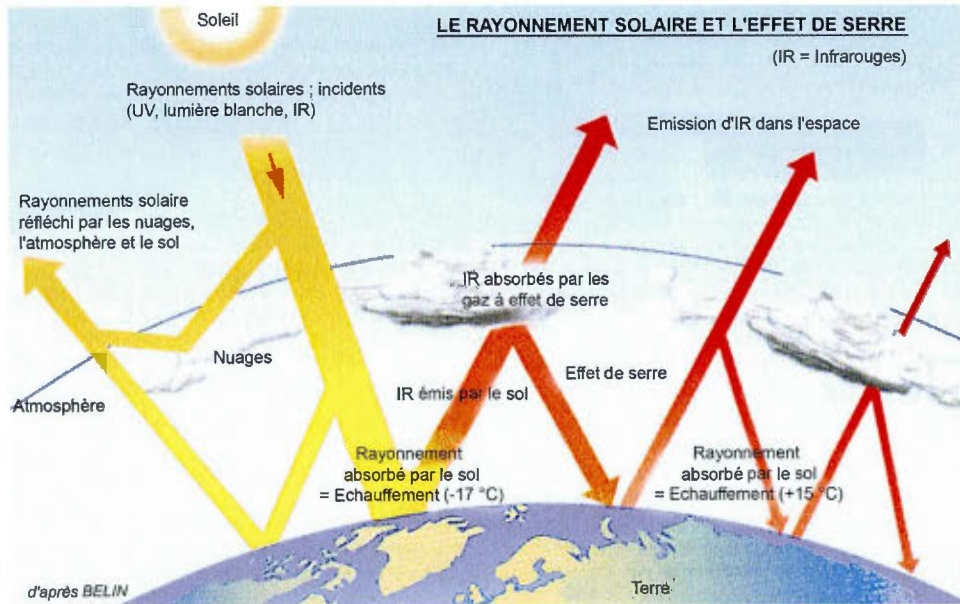 Soleil
LE RAYONNEMENT SOLAIRE ET L'EFFET DE SERRE
(IR = Infrarouges)
Rayonnements solaires ; incidents
(UV, lumière blanche, IR)
Emission d'IR dans l'espace
Rayonnements solaire
réfléchi par les nuages,
l'atmosphère et le sol
IR absorbés par les
gaz à effet de serre
Nuages
Effet de serre
Atmosphère
IR émis par le sol
Rayonnement
absorbé par le sol
= Echauffement (-17 °C)
Rayonnement
absorbé par le sol
= Echauffement (+15 °C)
d'après BELIN
Terre